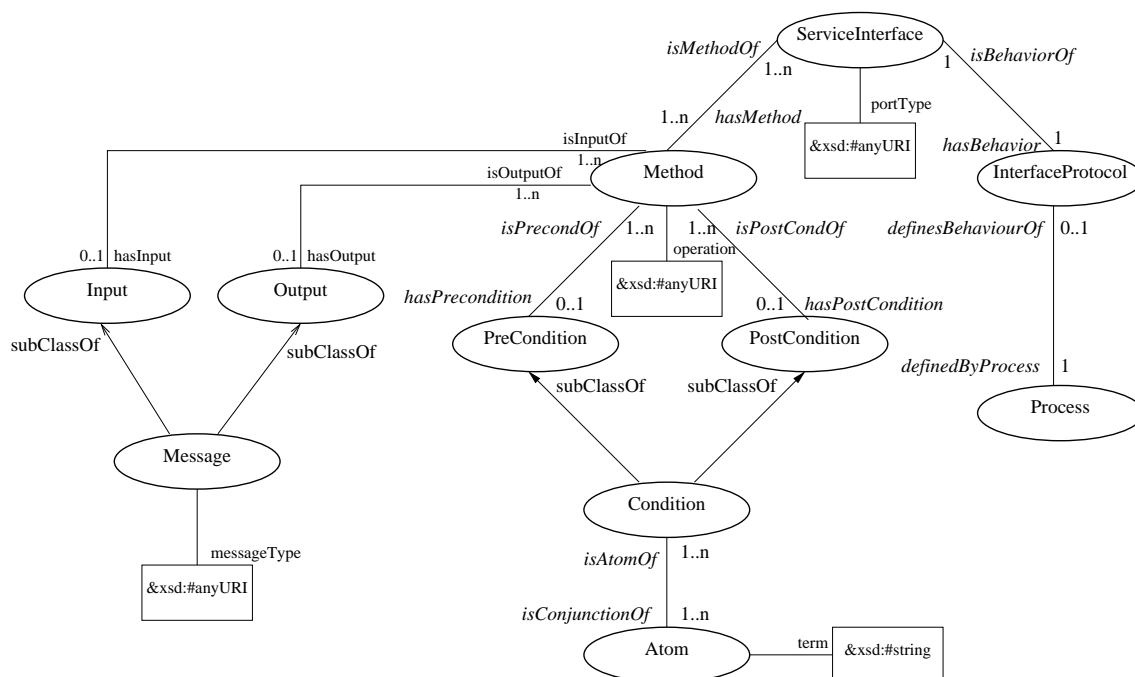 ServiceInterface
isMethodOf
1..n
1
isBehaviorOf
portType
1..n
hasMethod
&xsd:#anyURI
hasBehavior
1
isInputOf
1..n
isOutputOf
1..n
Method
InterfaceProtocol
isPrecondOf
1..n
1..n
isPostCondOf
definesBehaviourOf
0..1
operation
0..1
hasInput
0..1
hasOutput
&xsd:#anyURI
Input
Output
hasPrecondition
0..1
0..1
hasPostCondition
PreCondition
PostCondition
subClassOf
subClassOf
definedByProcess
1
subClassOf
subClassOf
Process
Message
Condition
messageType
isAtomOf
1..n
&xsd:#anyURI
isConjunctionOf
1..n
Atom
term
&xsd:#string